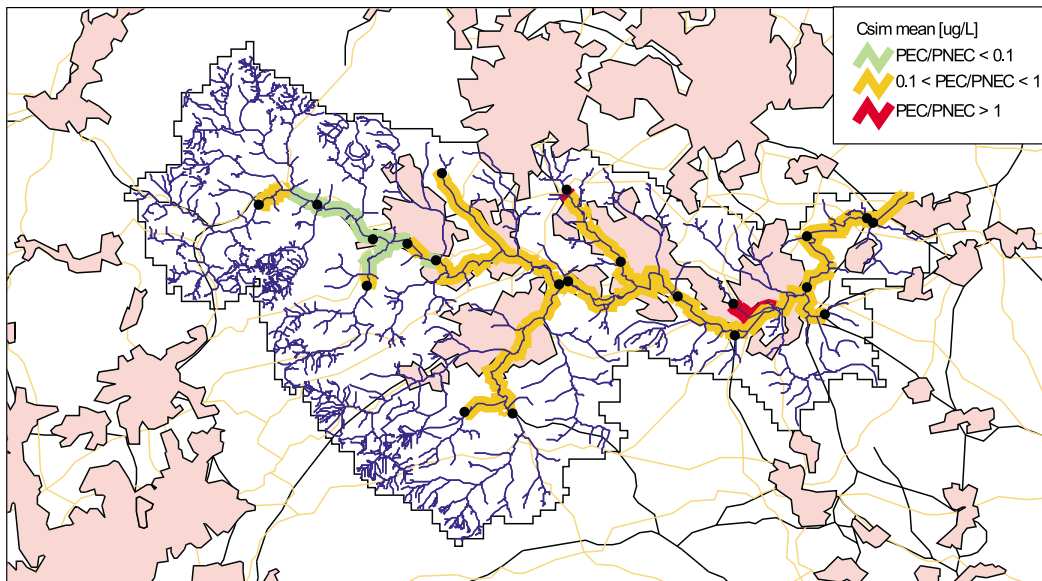 Csim mean [ug/L]
PEC/PNEC < 0.1
0.1 < PEC/PNEC < 1
PEC/PNEC > 1